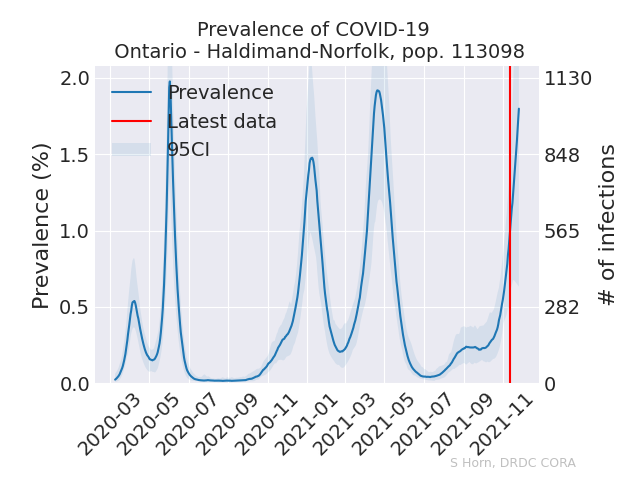 Prevalence of COVID-19
Ontario - Haldimand-Norfolk, pop. 113098
Prevalence (%)
2.0
1.5
1.0
0.5
0.0
Prevalence
Latest data
95CI
1130
848
565
282
0
# of infections
2020-03
2020-05
2020-07
2020-09
2020-11
2021-01
2021-03
2021-05
2021-07
2021-09
2021-11
S Horn, DRDC CORA